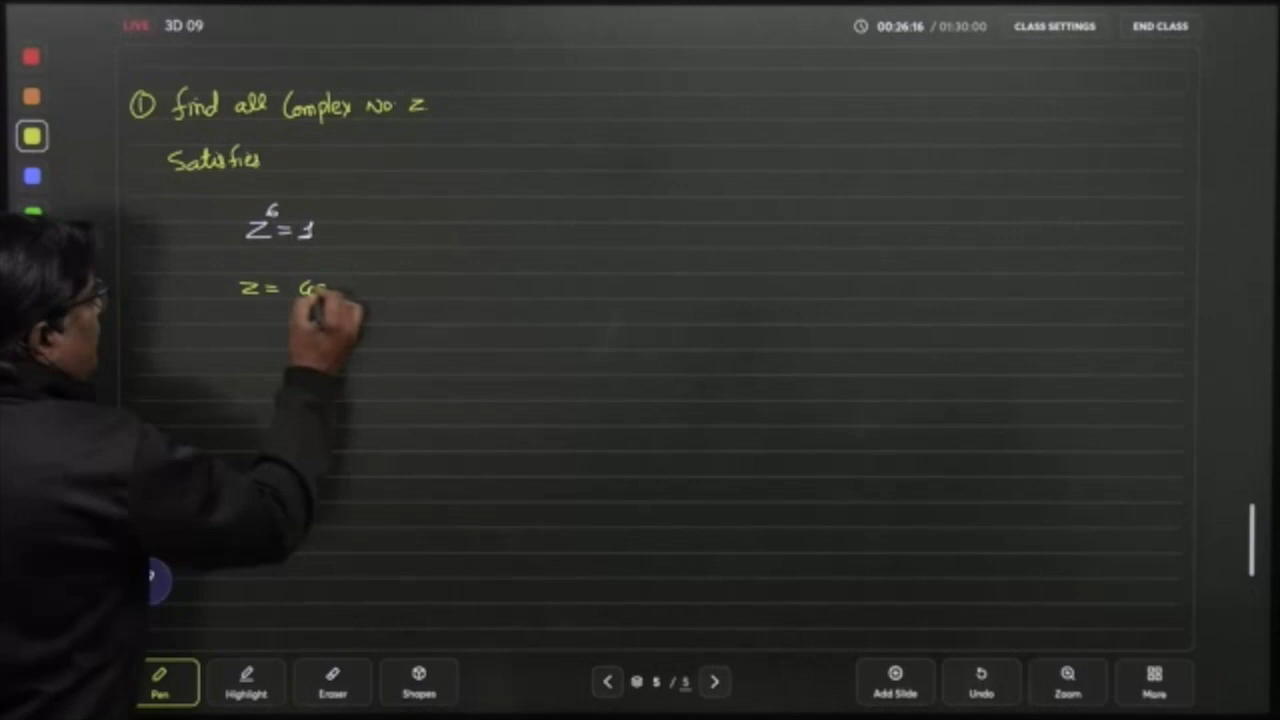 LIVE 3D 09 00:26:16 / 01:30:00 CLASS SETTINGS END CLASS
① find all Complex No. z
Satisfies
z⁶ = 1
z =
Pen Highlight Eraser Shapes 5 / 5 Add Slide Undo Zoom More